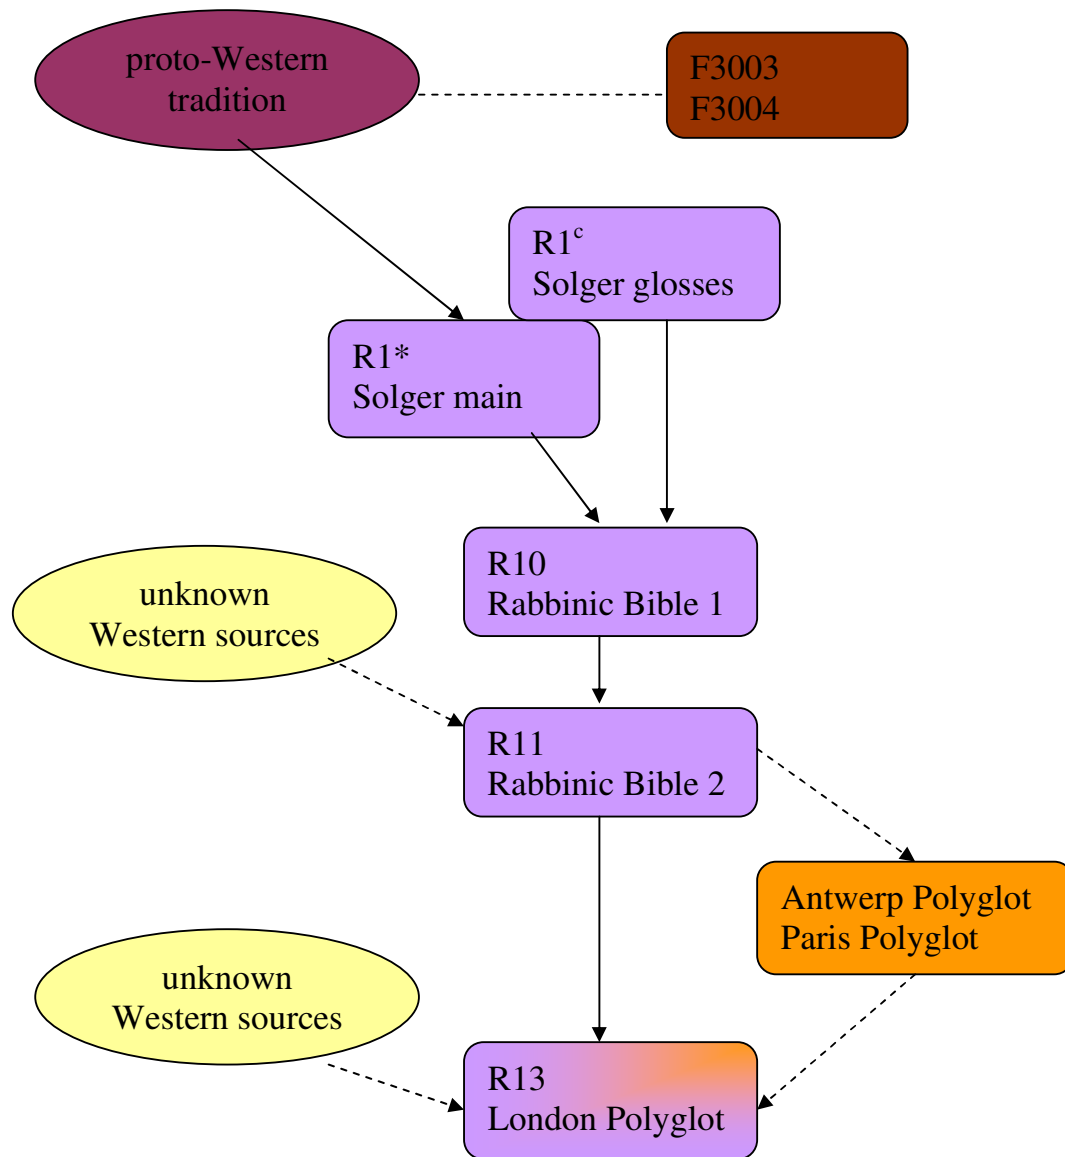 proto-Western
tradition
F3003
F3004
R1ᶜ
Solger glosses
R1*
Solger main
R10
Rabbinic Bible 1
unknown
Western sources
R11
Rabbinic Bible 2
Antwerp Polyglot
Paris Polyglot
unknown
Western sources
R13
London Polyglot